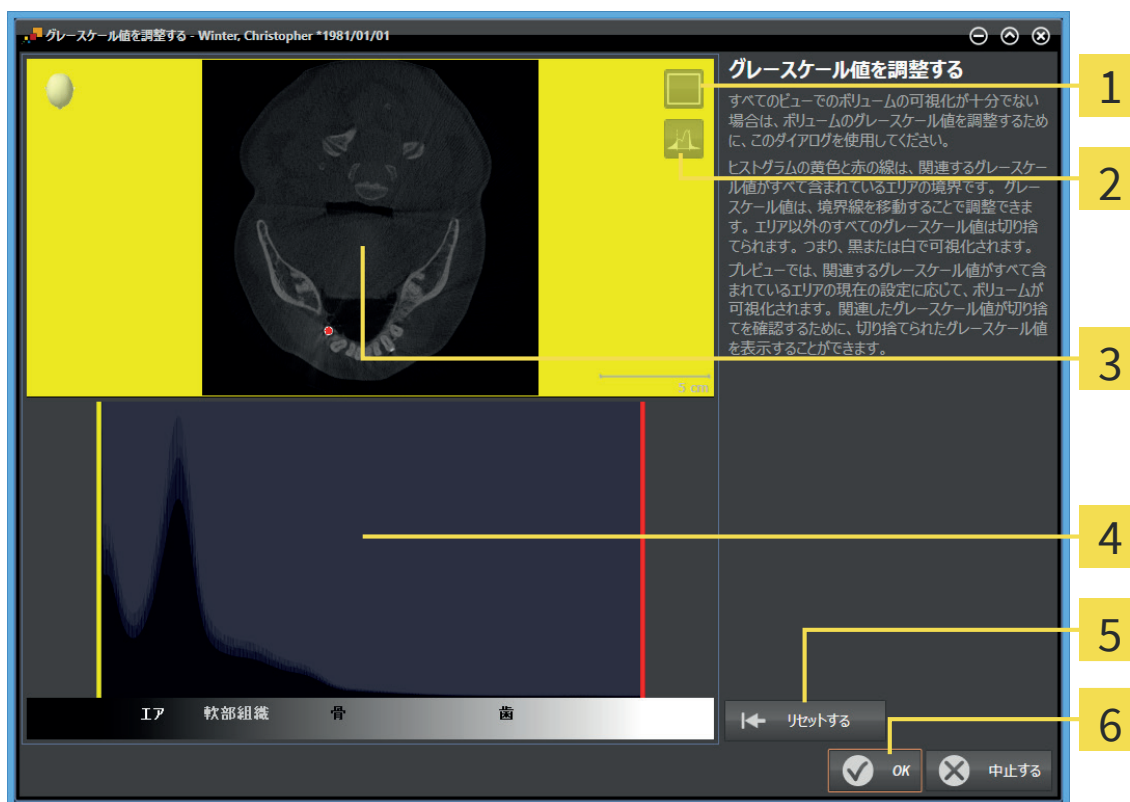 グレースケール値を調整する - Winter, Christopher *1981/01/01
5 cm
エア 軟部組織 骨 歯
グレースケール値を調整する
すべてのビューでのボリュームの可視化が十分でない
場合は、ボリュームのグレースケール値を調整するため
に、このダイアログを使用してください。
ヒストグラムの黄色と赤の線は、関連するグレースケー
ル値がすべて含まれているエリアの境界です。 グレー
スケール値は、境界線を移動することで調整できま
す。エリア以外のすべてのグレースケール値は切り捨
てられます。つまり、黒または白で可視化されます。
プレビューでは、関連するグレースケール値がすべて含
まれているエリアの現在の設定に応じて、ボリュームが
可視化されます。関連したグレースケール値が切り捨
てを確認するために、切り捨てられたグレースケール値
を表示することができます。
リセットする
OK 中止する
1
2
3
4
5
6